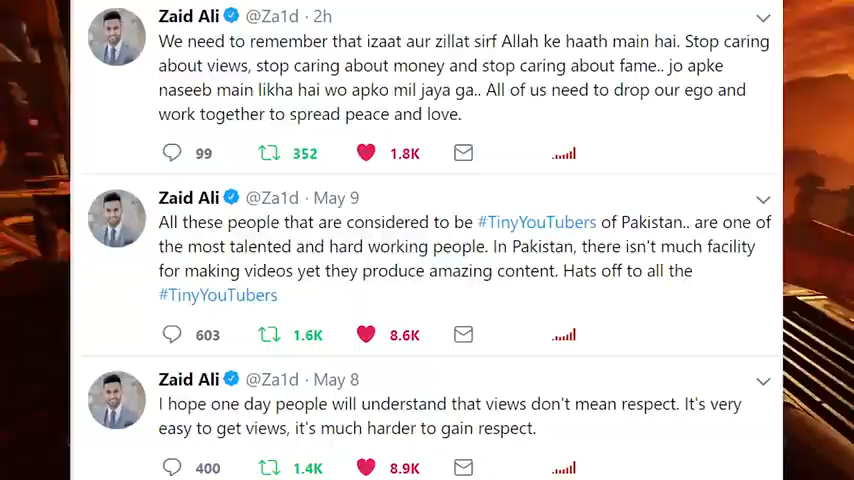 Zaid Ali @Za1d · 2h
We need to remember that izaat aur zillat sirf Allah ke haath main hai. Stop caring
about views, stop caring about money and stop caring about fame.. jo apke
naseeb main likha hai wo apko mil jaya ga.. All of us need to drop our ego and
work together to spread peace and love.
99 352 1.8K
Zaid Ali @Za1d · May 9
All these people that are considered to be #TinyYouTubers of Pakistan.. are one of
the most talented and hard working people. In Pakistan, there isn't much facility
for making videos yet they produce amazing content. Hats off to all the
#TinyYouTubers
603 1.6K 8.6K
Zaid Ali @Za1d · May 8
I hope one day people will understand that views don't mean respect. It's very
easy to get views, it's much harder to gain respect.
400 1.4K 8.9K